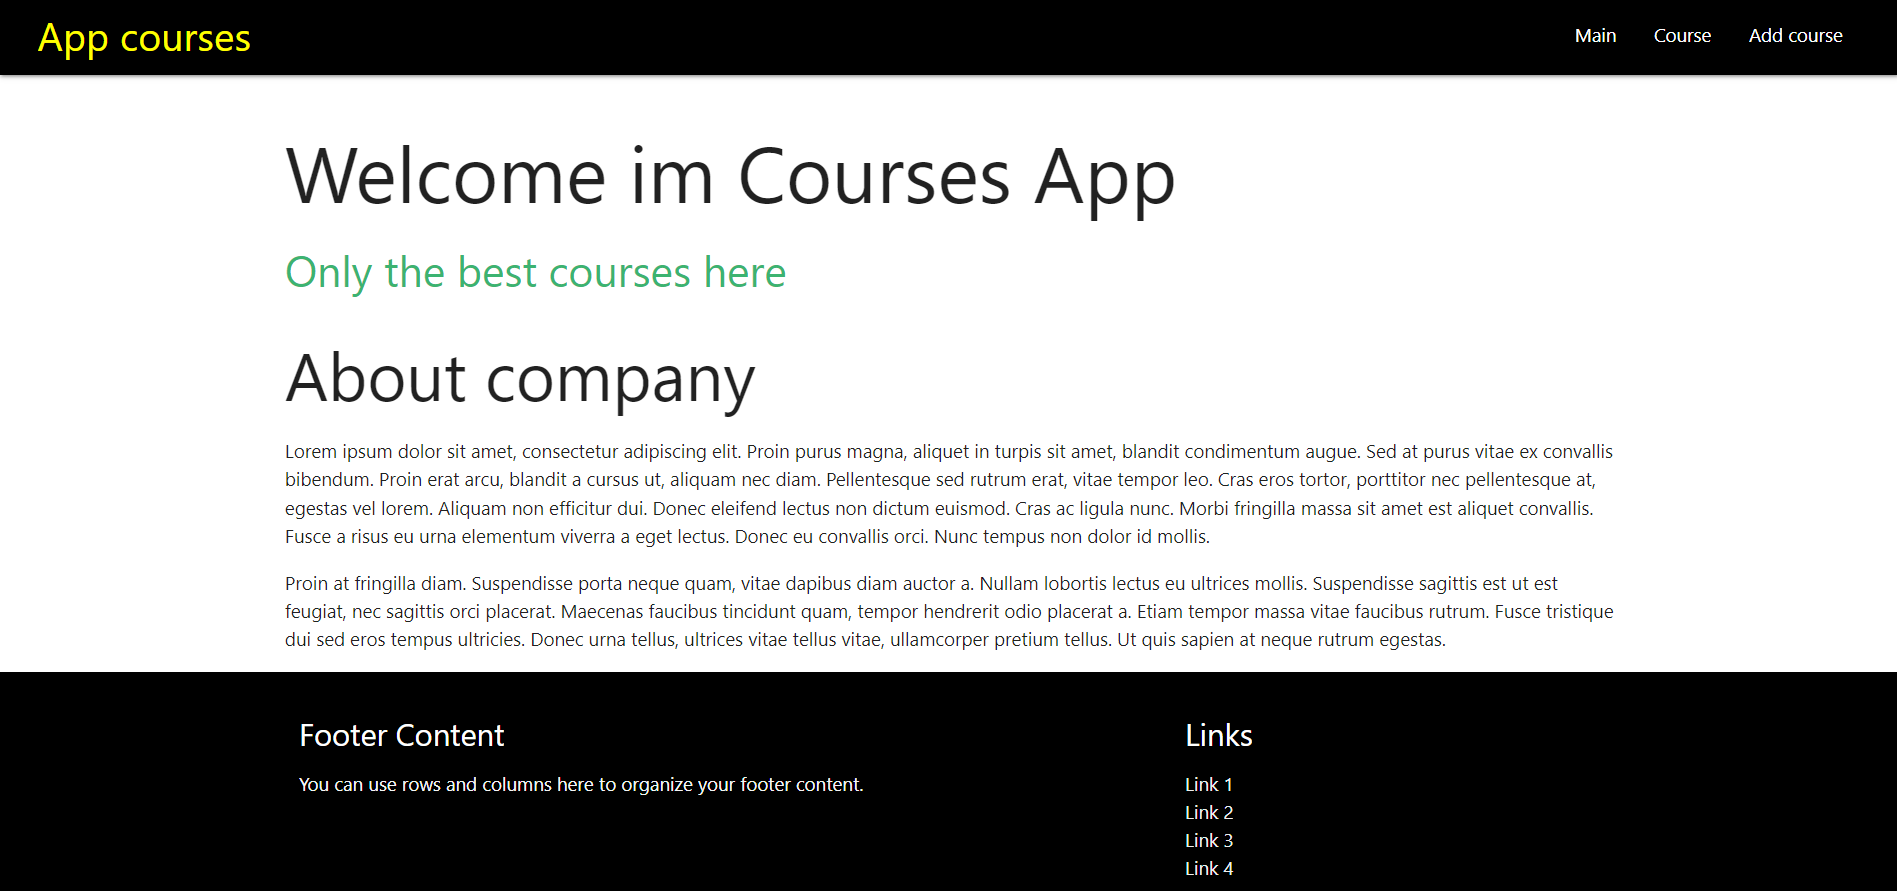 App courses
Main
Course
Add course
Welcome im Courses App
Only the best courses here
About company
Lorem ipsum dolor sit amet, consectetur adipiscing elit. Proin purus magna, aliquet in turpis sit amet, blandit condimentum augue. Sed at purus vitae ex convallis
bibendum. Proin erat arcu, blandit a cursus ut, aliquam nec diam. Pellentesque sed rutrum erat, vitae tempor leo. Cras eros tortor, porttitor nec pellentesque at,
egestas vel lorem. Aliquam non efficitur dui. Donec eleifend lectus non dictum euismod. Cras ac ligula nunc. Morbi fringilla massa sit amet est aliquet convallis.
Fusce a risus eu urna elementum viverra a eget lectus. Donec eu convallis orci. Nunc tempus non dolor id mollis.
Proin at fringilla diam. Suspendisse porta neque quam, vitae dapibus diam auctor a. Nullam lobortis lectus eu ultrices mollis. Suspendisse sagittis est ut est
feugiat, nec sagittis orci placerat. Maecenas faucibus tincidunt quam, tempor hendrerit odio placerat a. Etiam tempor massa vitae faucibus rutrum. Fusce tristique
dui sed eros tempus ultricies. Donec urna tellus, ultrices vitae tellus vitae, ullamcorper pretium tellus. Ut quis sapien at neque rutrum egestas.
Footer Content
You can use rows and columns here to organize your footer content.
Links
Link 1
Link 2
Link 3
Link 4